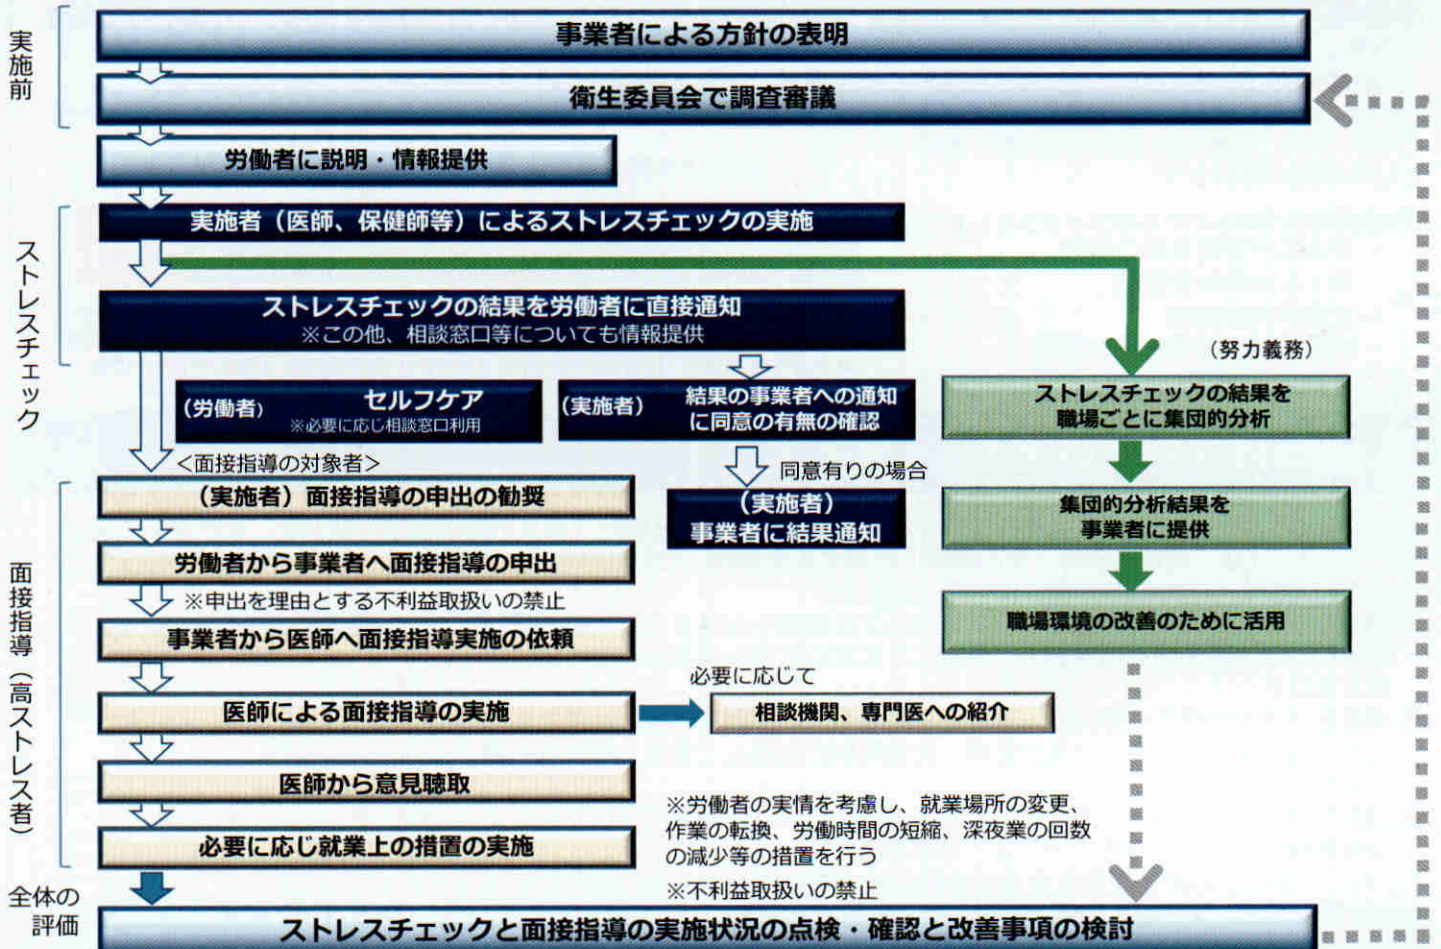 実施前
事業者による方針の表明
衛生委員会で調査審議
労働者に説明・情報提供
ストレスチェック
実施者（医師、保健師等）によるストレスチェックの実施
ストレスチェックの結果を労働者に直接通知
※この他、相談窓口等についても情報提供
（労働者）
セルフケア
※必要に応じ相談窓口利用
（実施者）
結果の事業者への通知
に同意の有無の確認
同意有りの場合
（実施者）
事業者に結果通知
（努力義務）
ストレスチェックの結果を
職場ごとに集団的分析
集団的分析結果を
事業者に提供
職場環境の改善のために活用
面接指導（高ストレス者）
＜面接指導の対象者＞
（実施者）面接指導の申出の勧奨
労働者から事業者へ面接指導の申出
※申出を理由とする不利益取扱いの禁止
事業者から医師へ面接指導実施の依頼
医師による面接指導の実施
必要に応じて
相談機関、専門医への紹介
医師から意見聴取
必要に応じ就業上の措置の実施
※労働者の実情を考慮し、就業場所の変更、
作業の転換、労働時間の短縮、深夜業の回数
の減少等の措置を行う
※不利益取扱いの禁止
全体の
評価
ストレスチェックと面接指導の実施状況の点検・確認と改善事項の検討